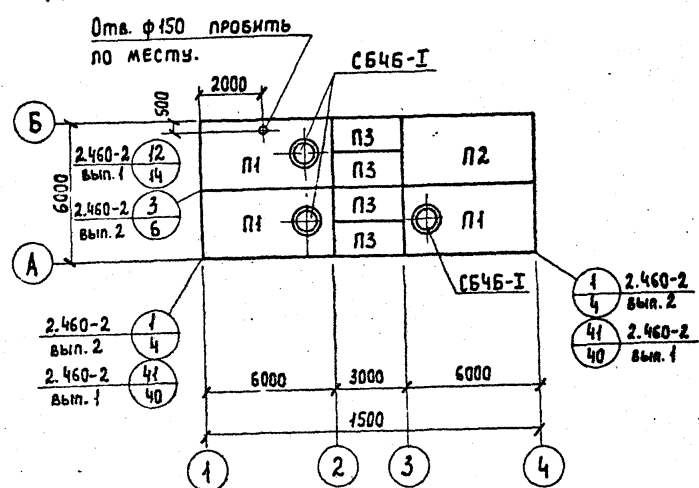 Отв. ф150 пробить
по месту.
СБ4Б-I
2000
500
Б
2.460-2
вып. 1
12
14
П1
П3
П3
П2
6000
2.460-2
вып. 2
3
6
П1
П3
П3
П1
А
СБ4Б-I
1
4
2.460-2
вып. 2
2.460-2
вып. 2
1
4
41
40
2.460-2
вып. 1
2.460-2
вып. 1
41
40
6000
3000
6000
1500
1
2
3
4